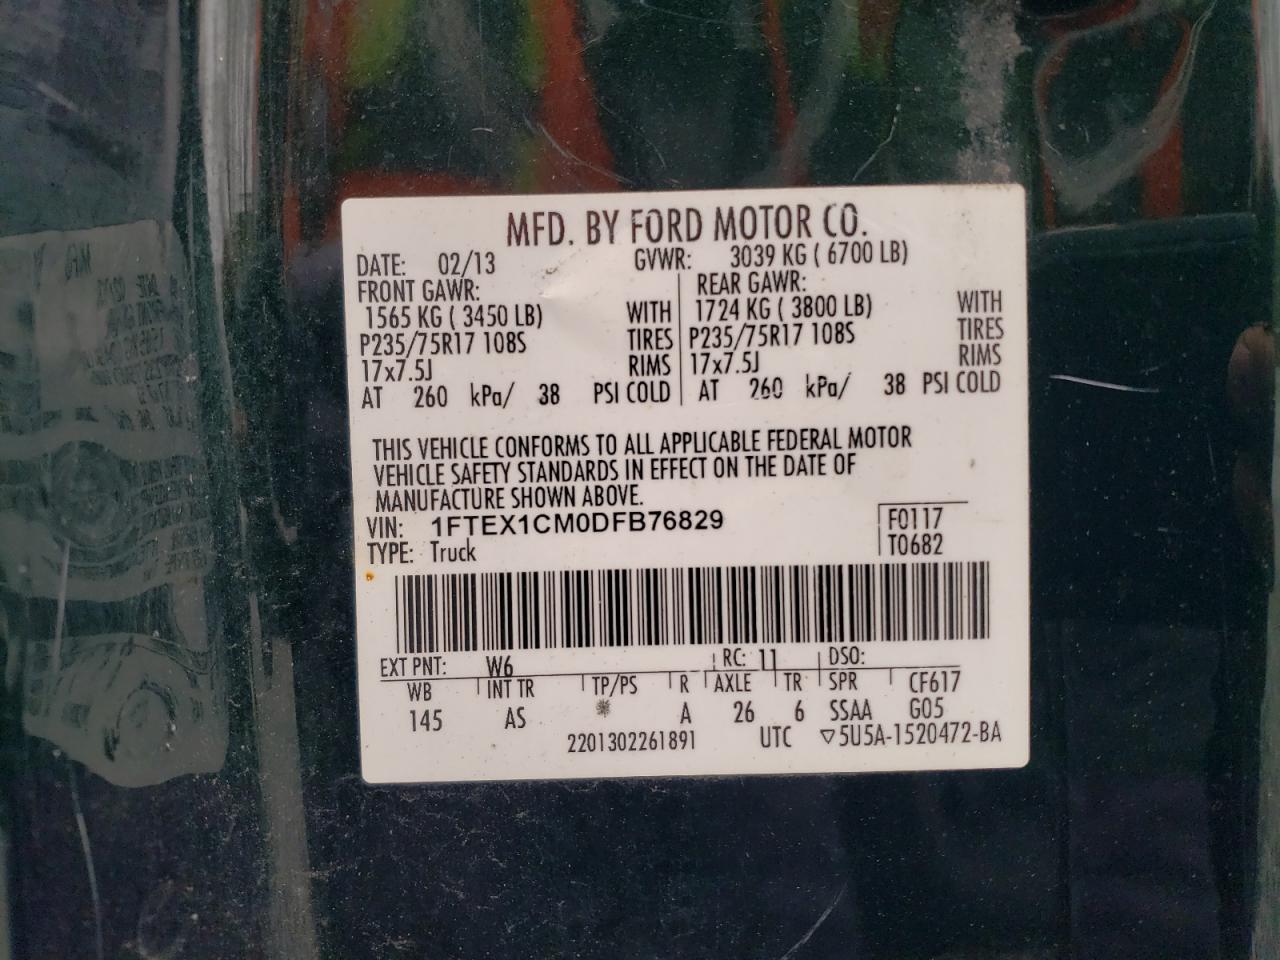 MFD. BY FORD MOTOR CO.
DATE: 02/13 GVWR: 3039 KG ( 6700 LB)
FRONT GAWR: REAR GAWR:
1565 KG ( 3450 LB) WITH 1724 KG ( 3800 LB) WITH
P235/75R17 108S TIRES P235/75R17 108S TIRES
17x7.5J RIMS 17x7.5J RIMS
AT 260 kPa/ 38 PSI COLD AT 260 kPa/ 38 PSI COLD
THIS VEHICLE CONFORMS TO ALL APPLICABLE FEDERAL MOTOR
VEHICLE SAFETY STANDARDS IN EFFECT ON THE DATE OF
MANUFACTURE SHOWN ABOVE.
VIN: 1FTEX1CM0DFB76829 F0117
TYPE: Truck T0682
EXT PNT: W6 RC: 11 DSO:
WB INT TR TP/PS R AXLE TR SPR CF617
145 AS * A 26 6 SSAA G05
2201302261891 UTC ▽5U5A-1520472-BA